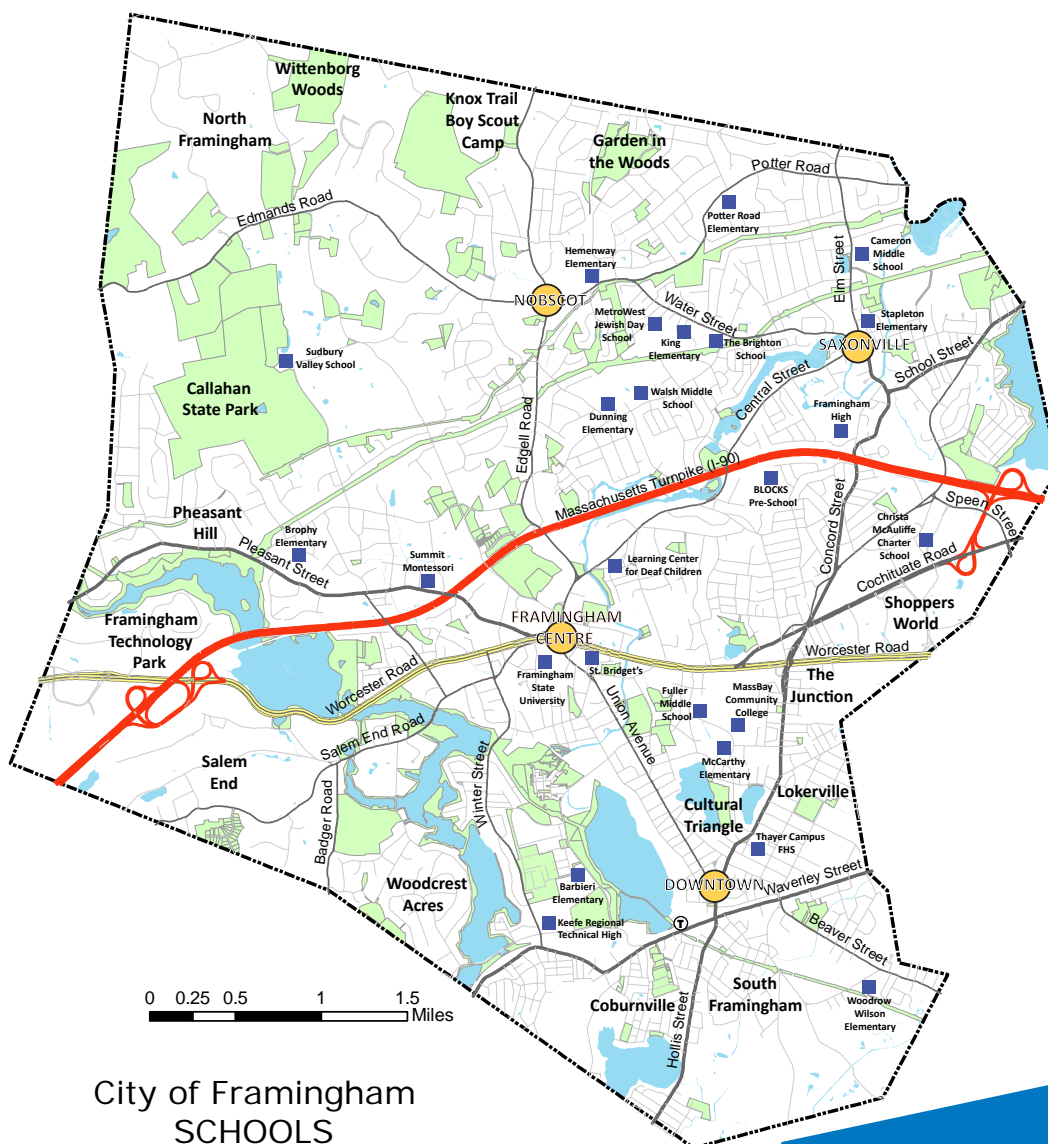 Wittenborg
Woods
North
Framingham
Knox Trail
Boy Scout
Camp
Garden in
the Woods
Potter Road
Edmands Road
Potter Road
Elementary
Elm Street
Cameron
Middle
School
Hemenway
Elementary
NOBSCOT
MetroWest
Jewish Day
School
King
Elementary
Water Street
The Brighton
School
Stapleton
Elementary
SAXONVILLE
School Street
Central Street
Sudbury
Valley School
Callahan
State Park
Walsh Middle
School
Dunning
Elementary
Framingham
High
Edgell Road
Massachusetts Turnpike (I-90)
BLOCKS
Pre-School
Speen Street
Concord Street
Christa
McAuliffe
Charter
School
Cochituate Road
Pleasant
Hill
Brophy
Elementary
Pleasant Street
Summit
Montessori
Learning Center
for Deaf Children
Shoppers
World
Framingham
Technology
Park
FRAMINGHAM
CENTRE
Worcester Road
Worcester Road
The
Junction
Framingham
State
University
St. Bridget's
Fuller
Middle
School
MassBay
Community
College
McCarthy
Elementary
Union Avenue
Salem End Road
Salem
End
Winter Street
Badger Road
Cultural
Triangle
Lokerville
Thayer Campus
FHS
DOWNTOWN
Waverley Street
Woodcrest
Acres
Barbieri
Elementary
Keefe Regional
Technical High
T
Beaver Street
Coburnville
South
Framingham
Hollis Street
Woodrow
Wilson
Elementary
0 0.25 0.5 1 1.5
Miles
City of Framingham
SCHOOLS